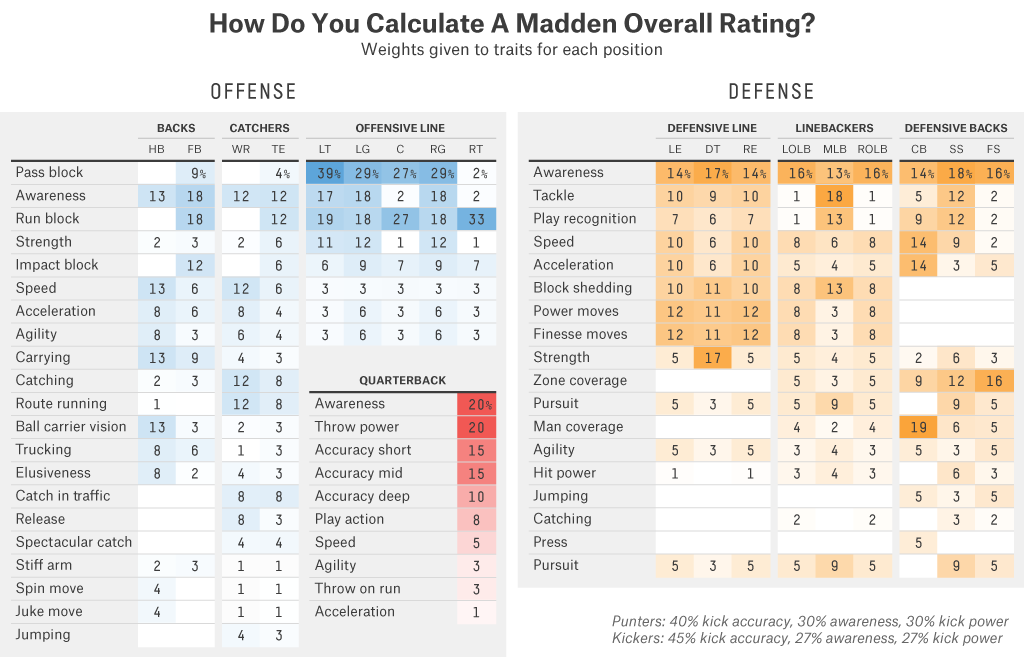 How Do You Calculate A Madden Overall Rating?
Weights given to traits for each position
OFFENSE
BACKS CATCHERS OFFENSIVE LINE
HB FB WR TE LT LG C RG RT
Pass block 9% 4% 39% 29% 27% 29% 2%
Awareness 13 18 12 12 17 18 2 18 2
Run block 18 12 19 18 27 18 33
Strength 2 3 2 6 11 12 1 12 1
Impact block 12 6 6 9 7 9 7
Speed 13 6 12 6 3 3 3 3 3
Acceleration 8 6 8 4 3 6 3 6 3
Agility 8 3 6 4 3 6 3 6 3
Carrying 13 9 4 3
Catching 2 3 12 8
Route running 1 12 8
Ball carrier vision 13 3 2 3
Trucking 8 6 1 3
Elusiveness 8 2 4 3
Catch in traffic 8 8
Release 8 3
Spectacular catch 4 4
Stiff arm 2 3 1 1
Spin move 4 1 1
Juke move 4 1 1
Jumping 4 3
QUARTERBACK
Awareness 20%
Throw power 20
Accuracy short 15
Accuracy mid 15
Accuracy deep 10
Play action 8
Speed 5
Agility 3
Throw on run 3
Acceleration 1
DEFENSE
DEFENSIVE LINE LINEBACKERS DEFENSIVE BACKS
LE DT RE LOLB MLB ROLB CB SS FS
Awareness 14% 17% 14% 16% 13% 16% 14% 18% 16%
Tackle 10 9 10 1 18 1 5 12 2
Play recognition 7 6 7 1 13 1 9 12 2
Speed 10 6 10 8 6 8 14 9 2
Acceleration 10 6 10 5 4 5 14 3 5
Block shedding 10 11 10 8 13 8
Power moves 12 11 12 8 3 8
Finesse moves 12 11 12 8 3 8
Strength 5 17 5 5 4 5 2 6 3
Zone coverage 5 3 5 9 12 16
Pursuit 5 3 5 5 9 5 9 5
Man coverage 4 2 4 19 6 5
Agility 5 3 5 3 4 3 5 3 5
Hit power 1 1 3 4 3 6 3
Jumping 5 3 5
Catching 2 2 3 2
Press 5
Pursuit 5 3 5 5 9 5 9 5
Punters: 40% kick accuracy, 30% awareness, 30% kick power
Kickers: 45% kick accuracy, 27% awareness, 27% kick power